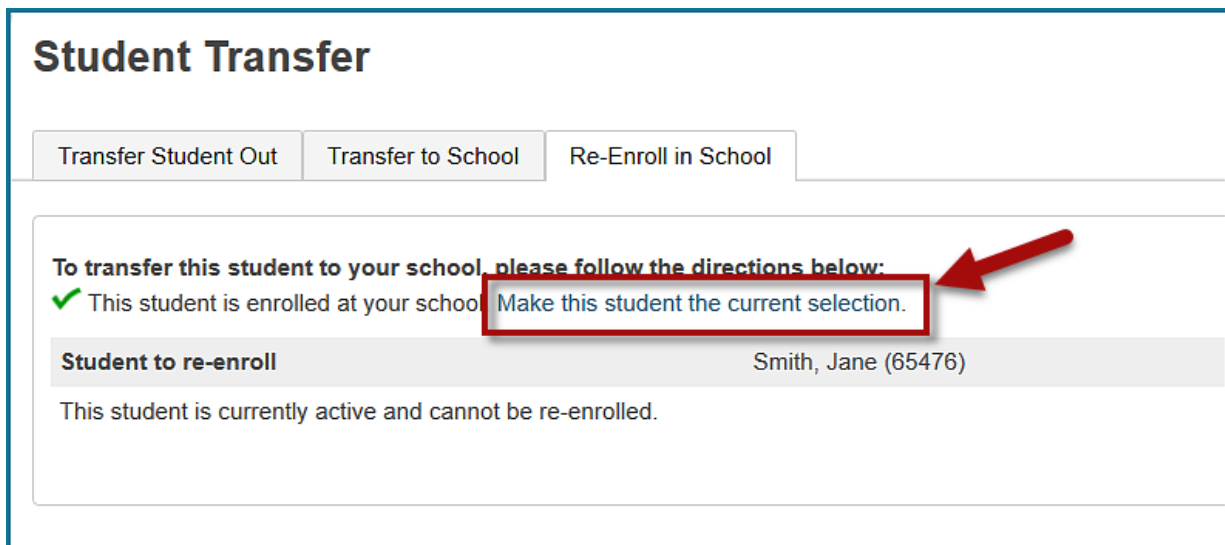 Student Transfer
Transfer Student Out Transfer to School Re-Enroll in School
To transfer this student to your school, please follow the directions below:
This student is enrolled at your school Make this student the current selection.
Student to re-enroll Smith, Jane (65476)
This student is currently active and cannot be re-enrolled.